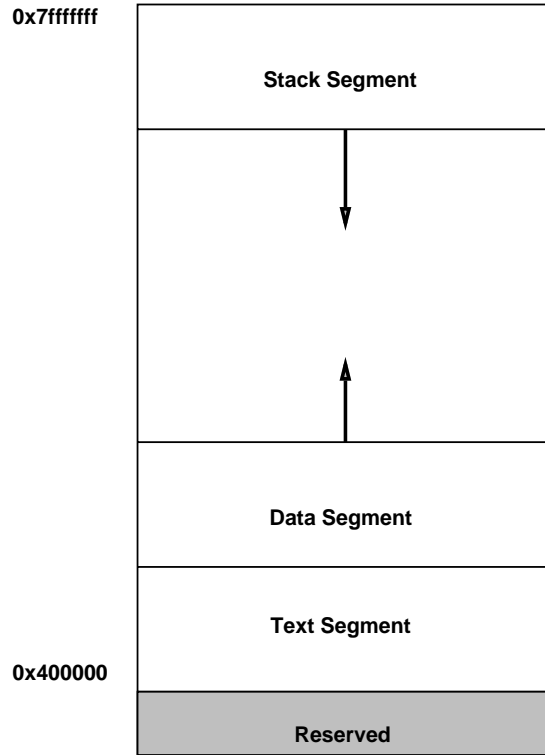 0x7fffffff
Stack Segment
Data Segment
Text Segment
0x400000
Reserved